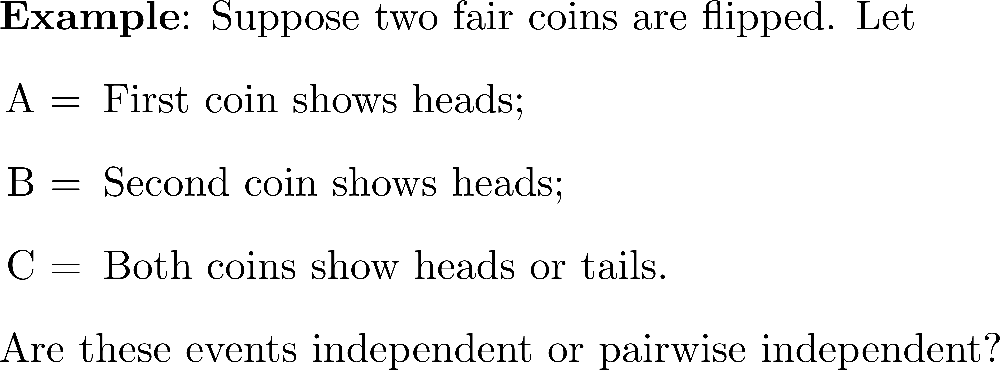 Example: Suppose two fair coins are flipped. Let
A = First coin shows heads;
B = Second coin shows heads;
C = Both coins show heads or tails.
Are these events independent or pairwise independent?